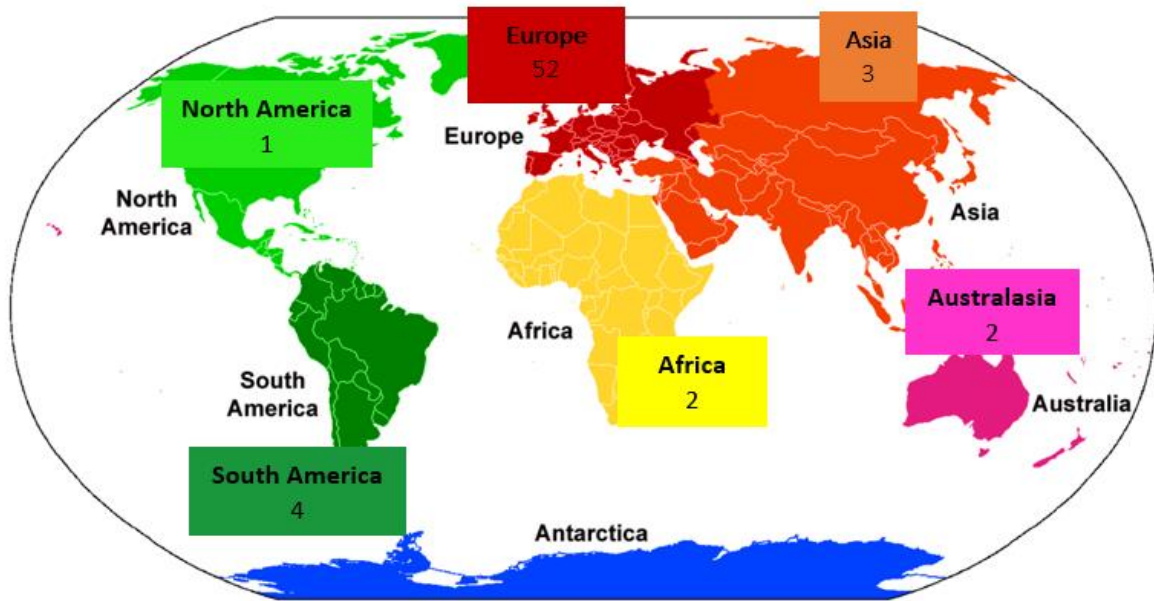 Europe
52
Asia
3
North America
1
Europe
North
America
Asia
Australasia
2
Africa
Africa
2
South
America
Australia
South America
4
Antarctica